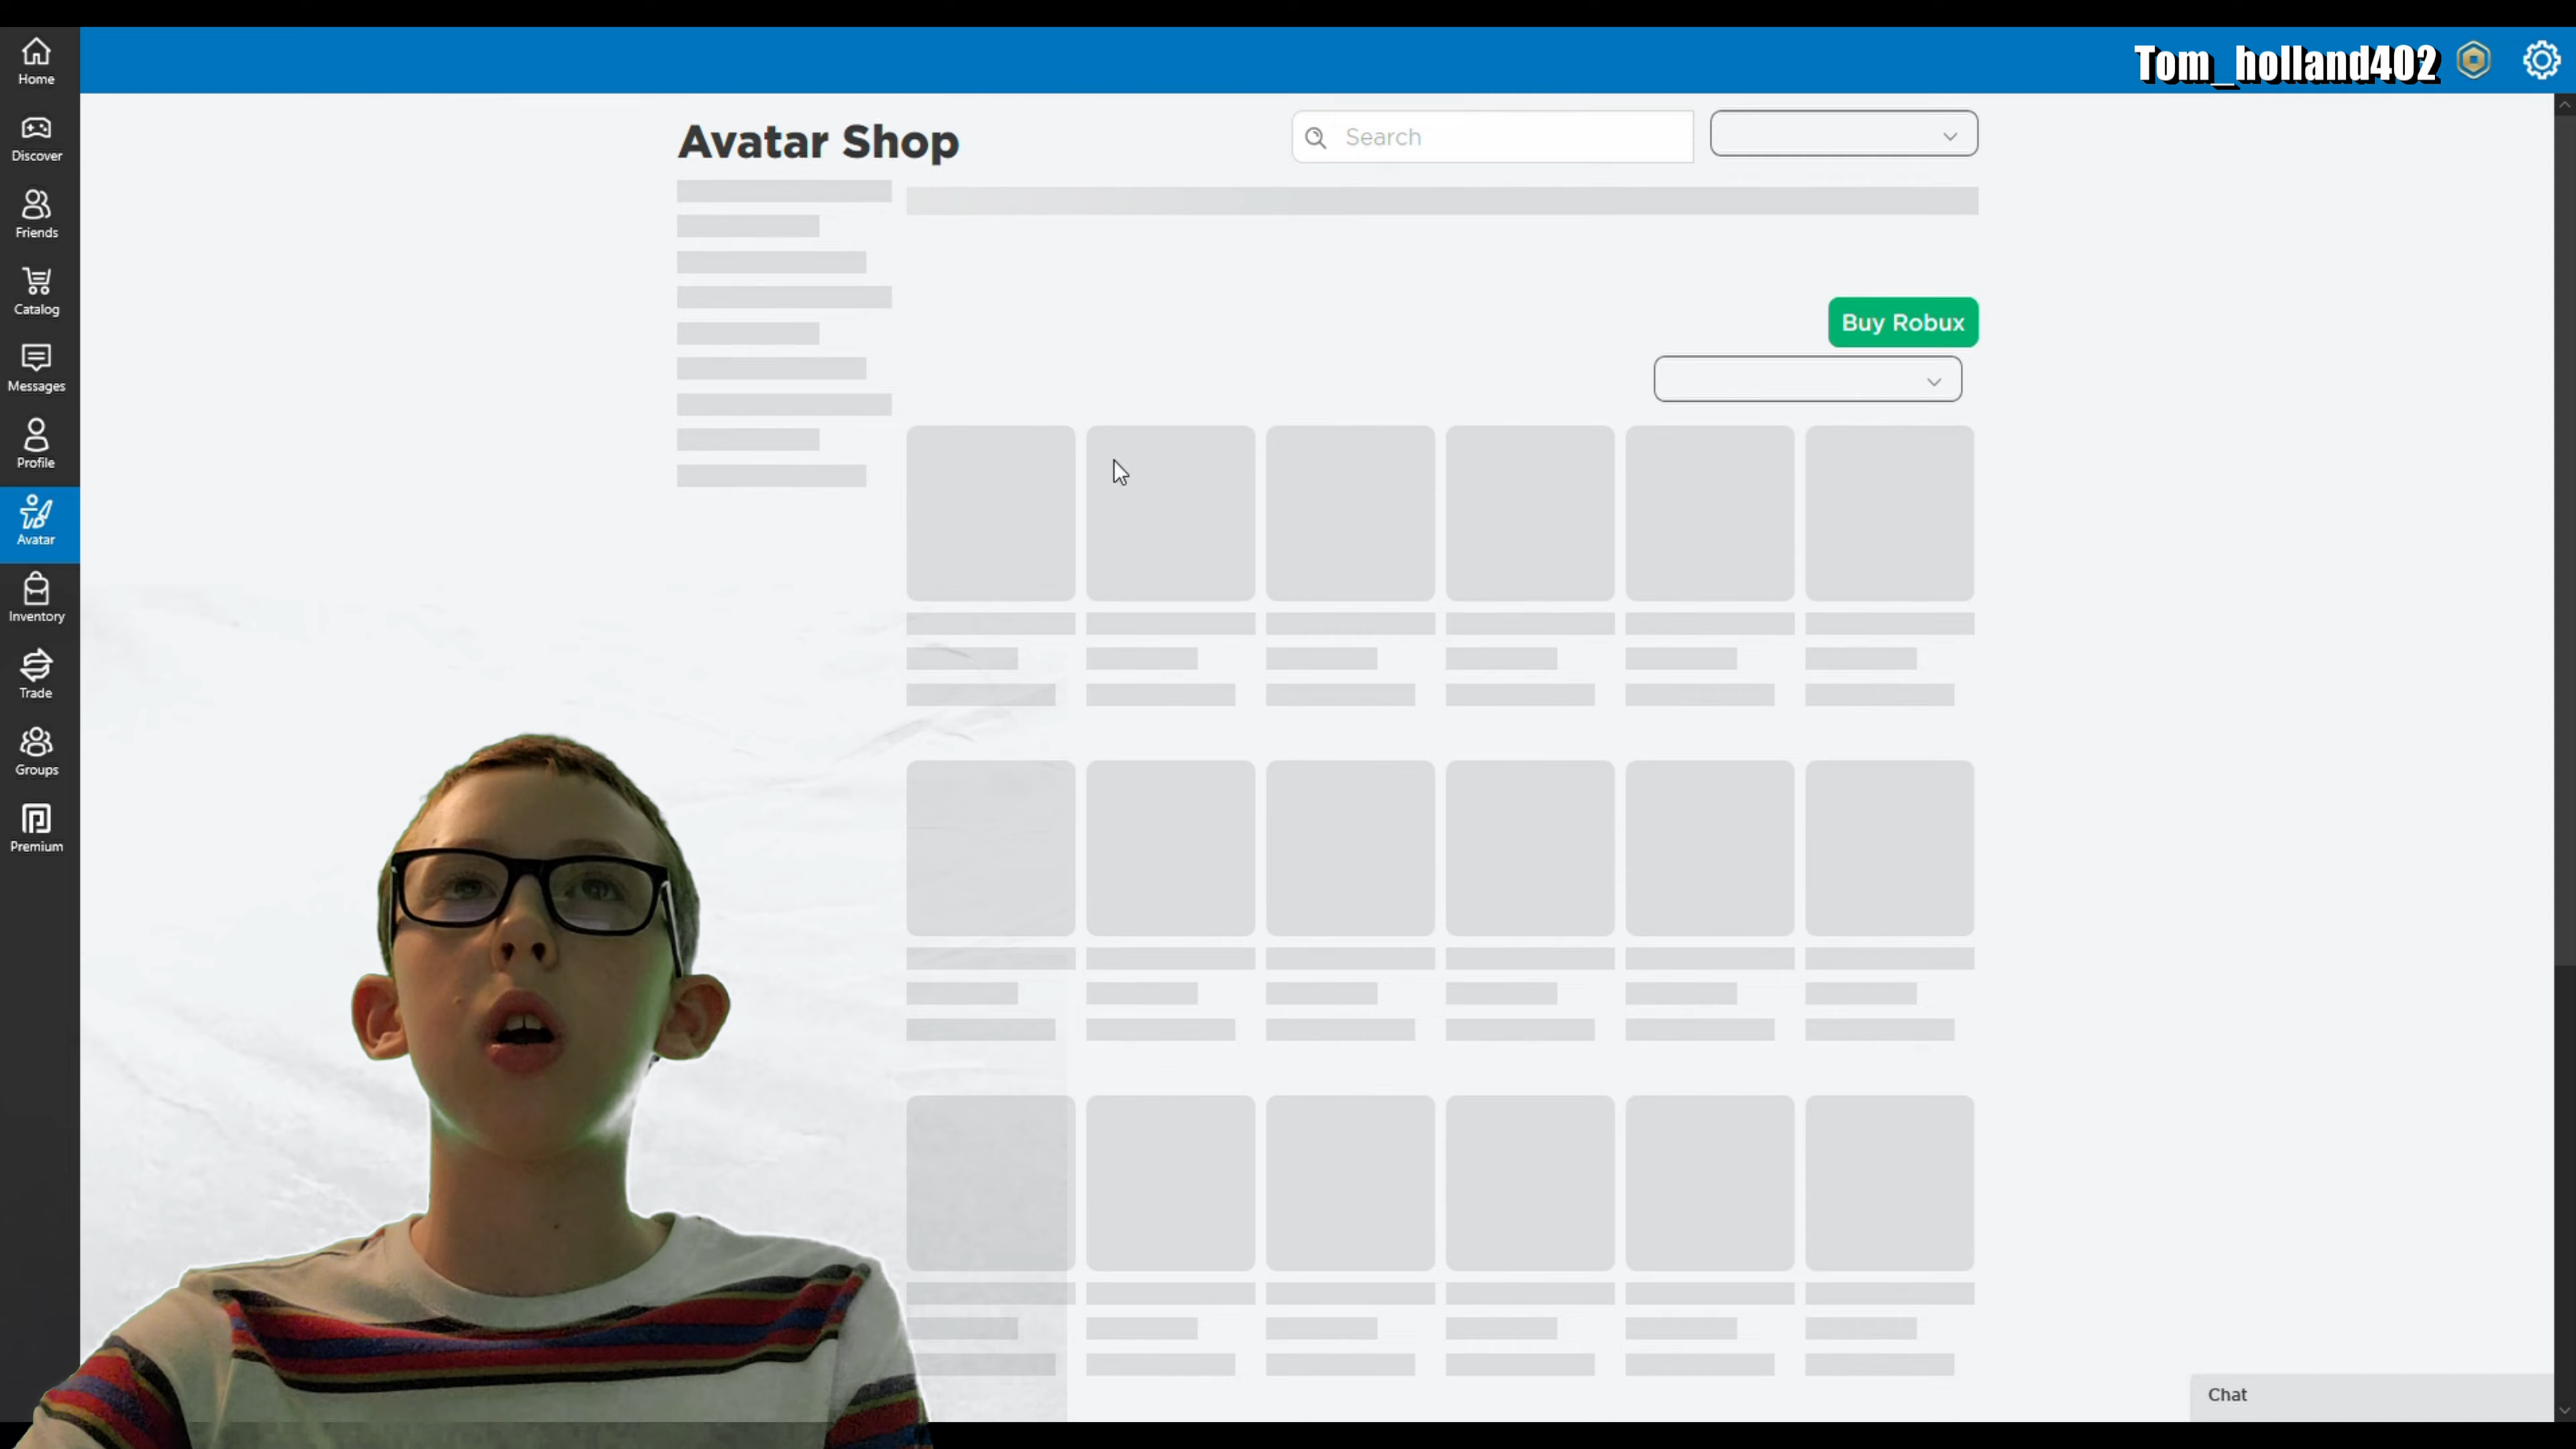 Tom_holland402
Home
Discover
Friends
Catalog
Messages
Profile
Avatar
Inventory
Trade
Groups
Premium
Avatar Shop
Search
Buy Robux
Chat